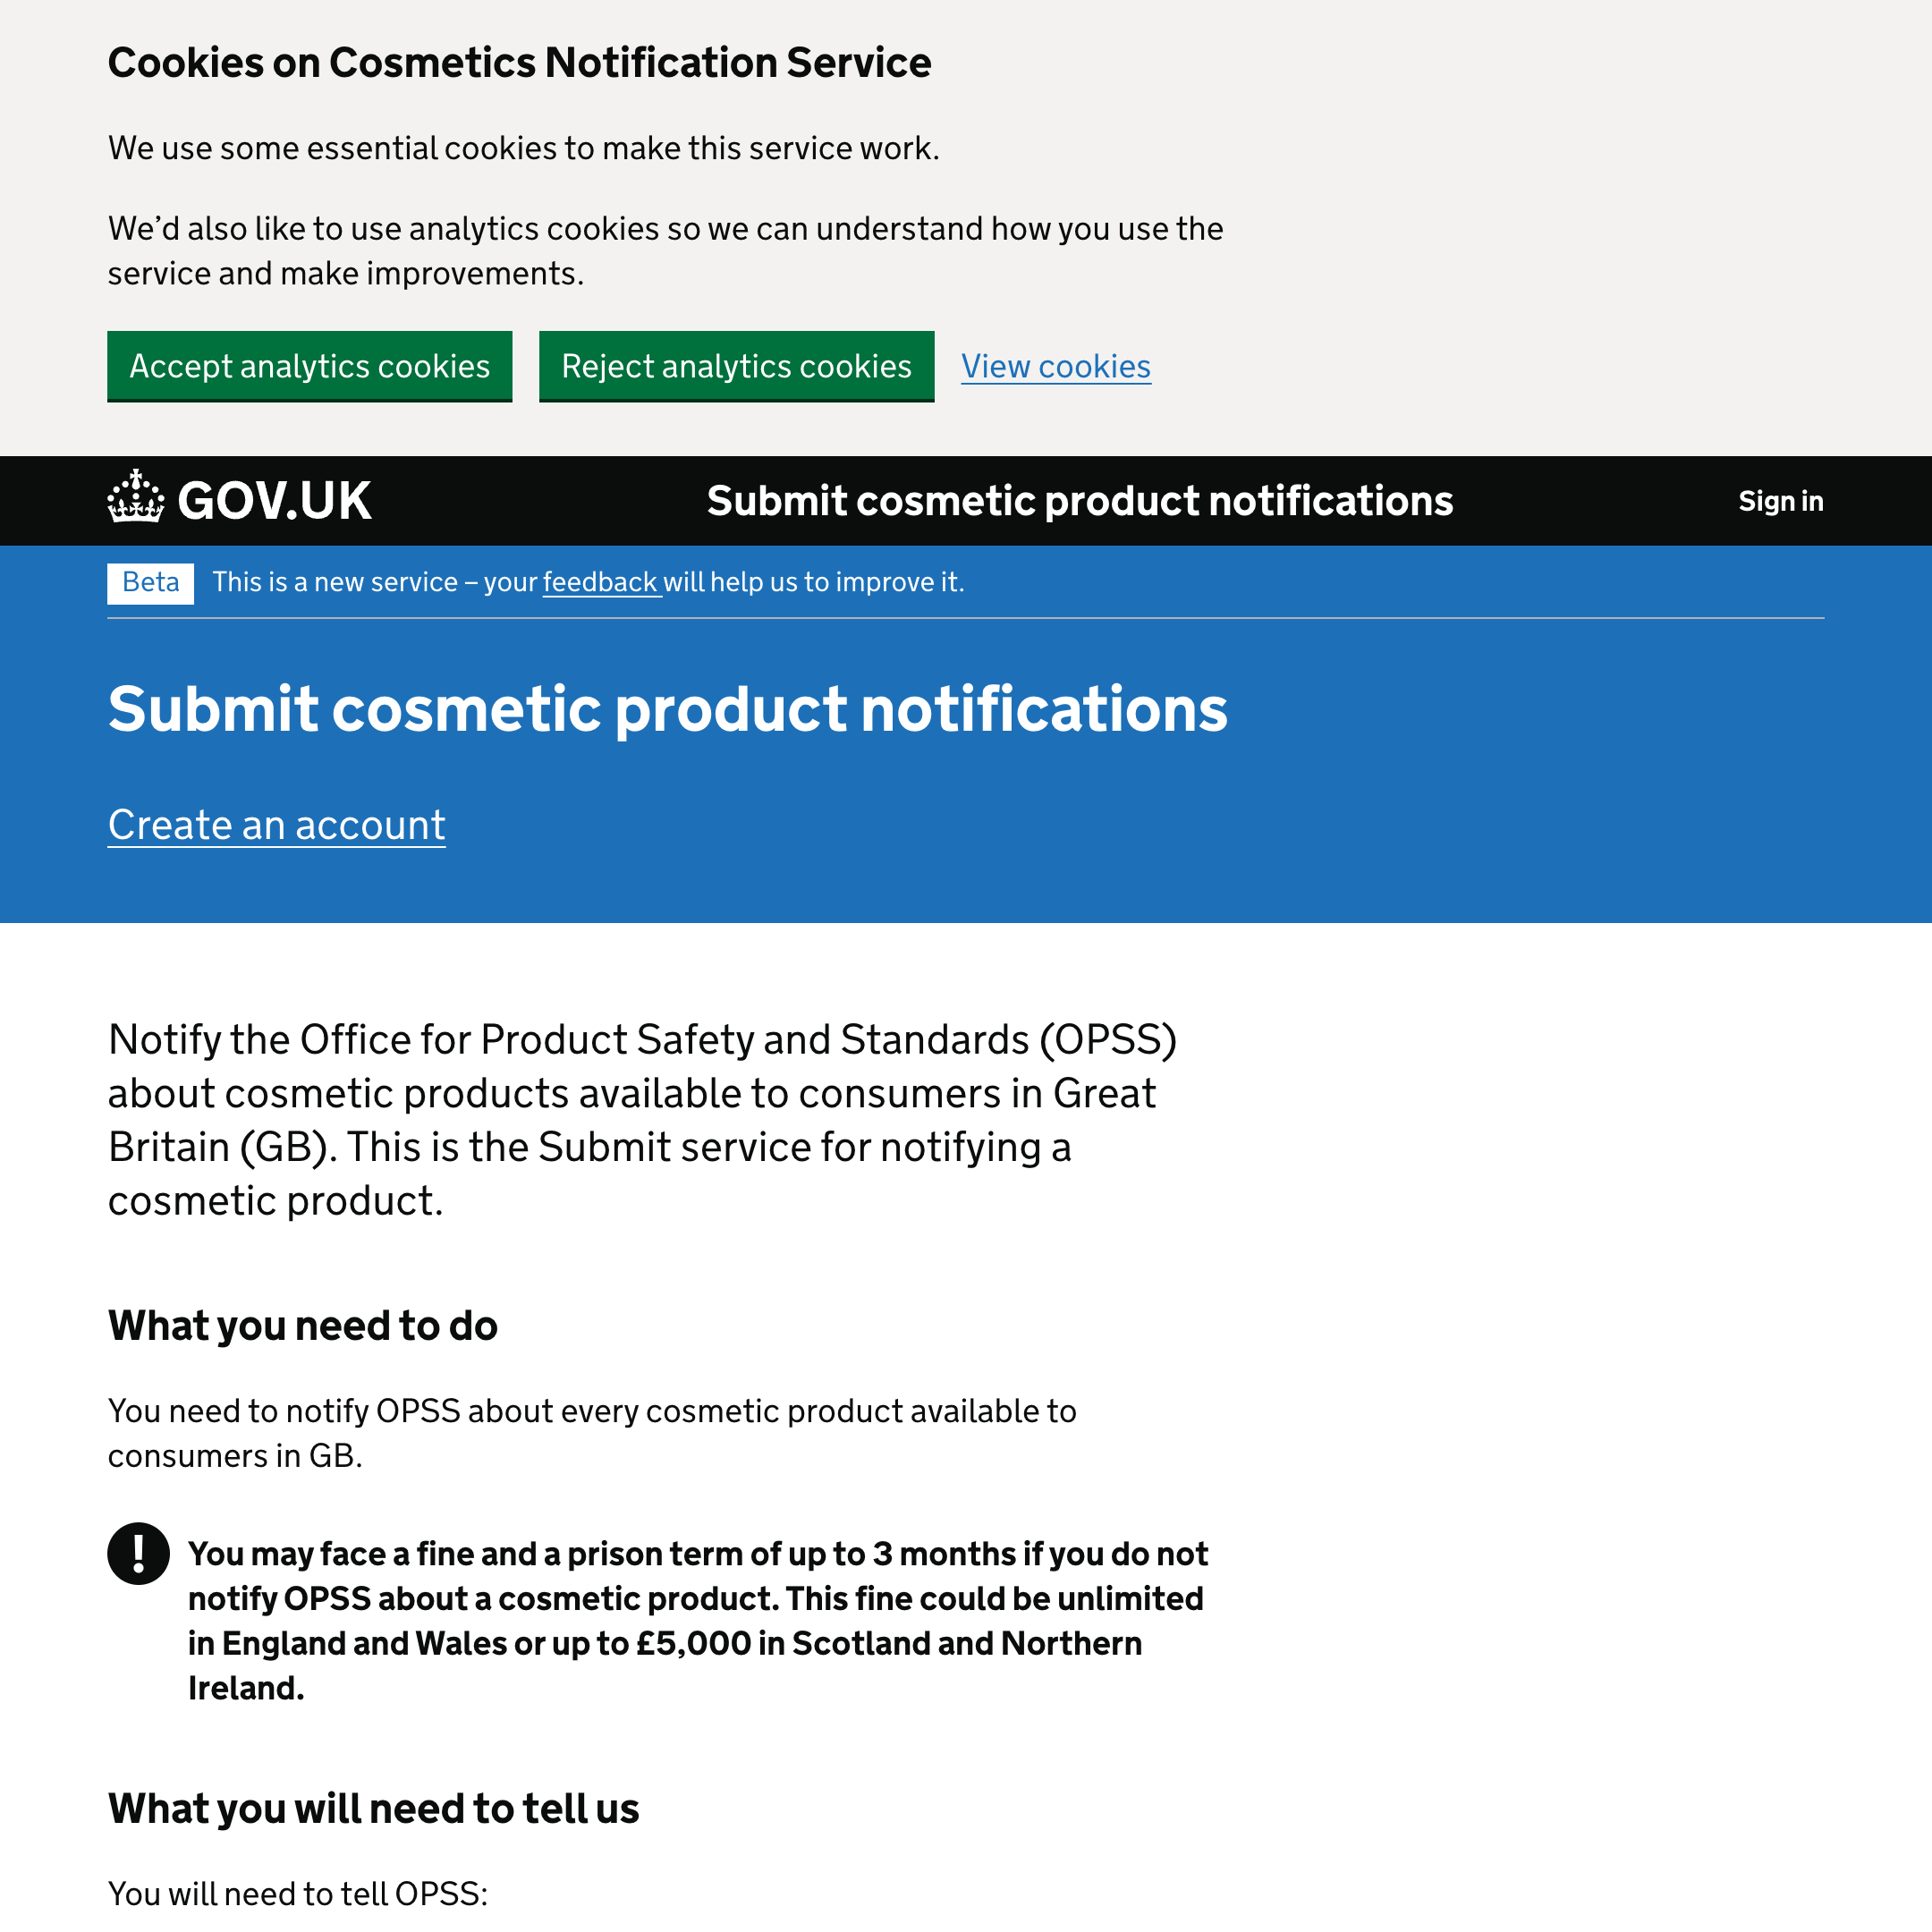 Cookies on Cosmetics Notification Service
We use some essential cookies to make this service work.
We’d also like to use analytics cookies so we can understand how you use the
service and make improvements.
Accept analytics cookies
Reject analytics cookies
View cookies
GOV.UK
Submit cosmetic product notifications
Sign in
Beta
This is a new service – your feedback will help us to improve it.
Submit cosmetic product notifications
Create an account
Notify the Office for Product Safety and Standards (OPSS)
about cosmetic products available to consumers in Great
Britain (GB). This is the Submit service for notifying a
cosmetic product.
What you need to do
You need to notify OPSS about every cosmetic product available to
consumers in GB.
!
You may face a fine and a prison term of up to 3 months if you do not
notify OPSS about a cosmetic product. This fine could be unlimited
in England and Wales or up to £5,000 in Scotland and Northern
Ireland.
What you will need to tell us
You will need to tell OPSS: